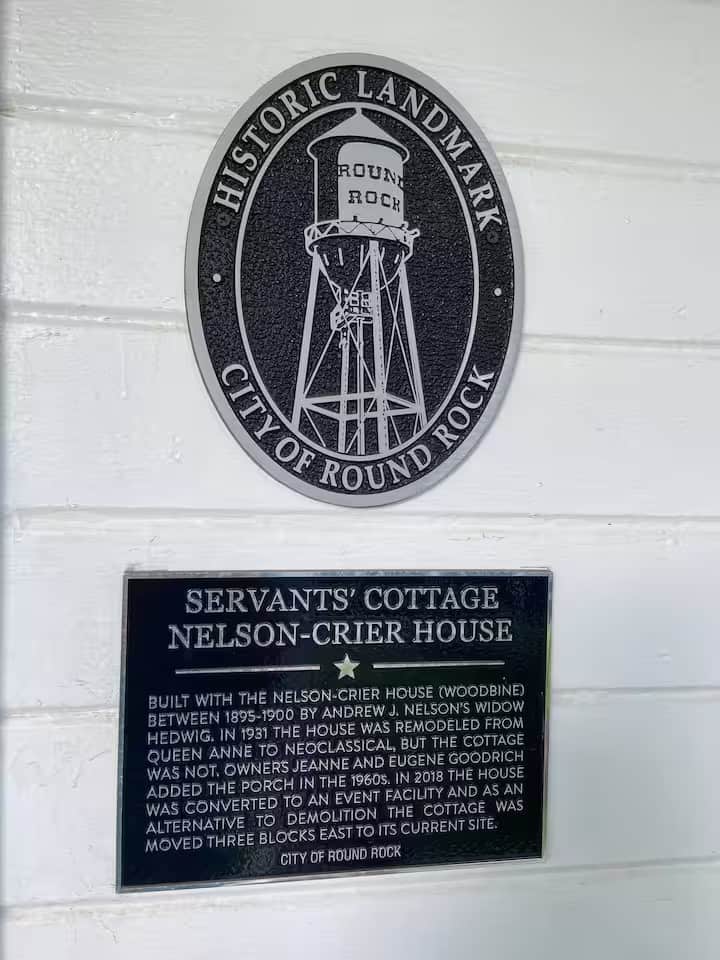 HISTORIC LANDMARK
ROUND
ROCK
CITY OF ROUND ROCK
SERVANTS' COTTAGE
NELSON-CRIER HOUSE
BUILT WITH THE NELSON-CRIER HOUSE (WOODBINE)
BETWEEN 1895-1900 BY ANDREW J. NELSON'S WIDOW
HEDWIG. IN 1931 THE HOUSE WAS REMODELED FROM
QUEEN ANNE TO NEOCLASSICAL, BUT THE COTTAGE
WAS NOT. OWNERS JEANNE AND EUGENE GOODRICH
ADDED THE PORCH IN THE 1960s. IN 2018 THE HOUSE
WAS CONVERTED TO AN EVENT FACILITY AND AS AN
ALTERNATIVE TO DEMOLITION THE COTTAGE WAS
MOVED THREE BLOCKS EAST TO ITS CURRENT SITE.
CITY OF ROUND ROCK